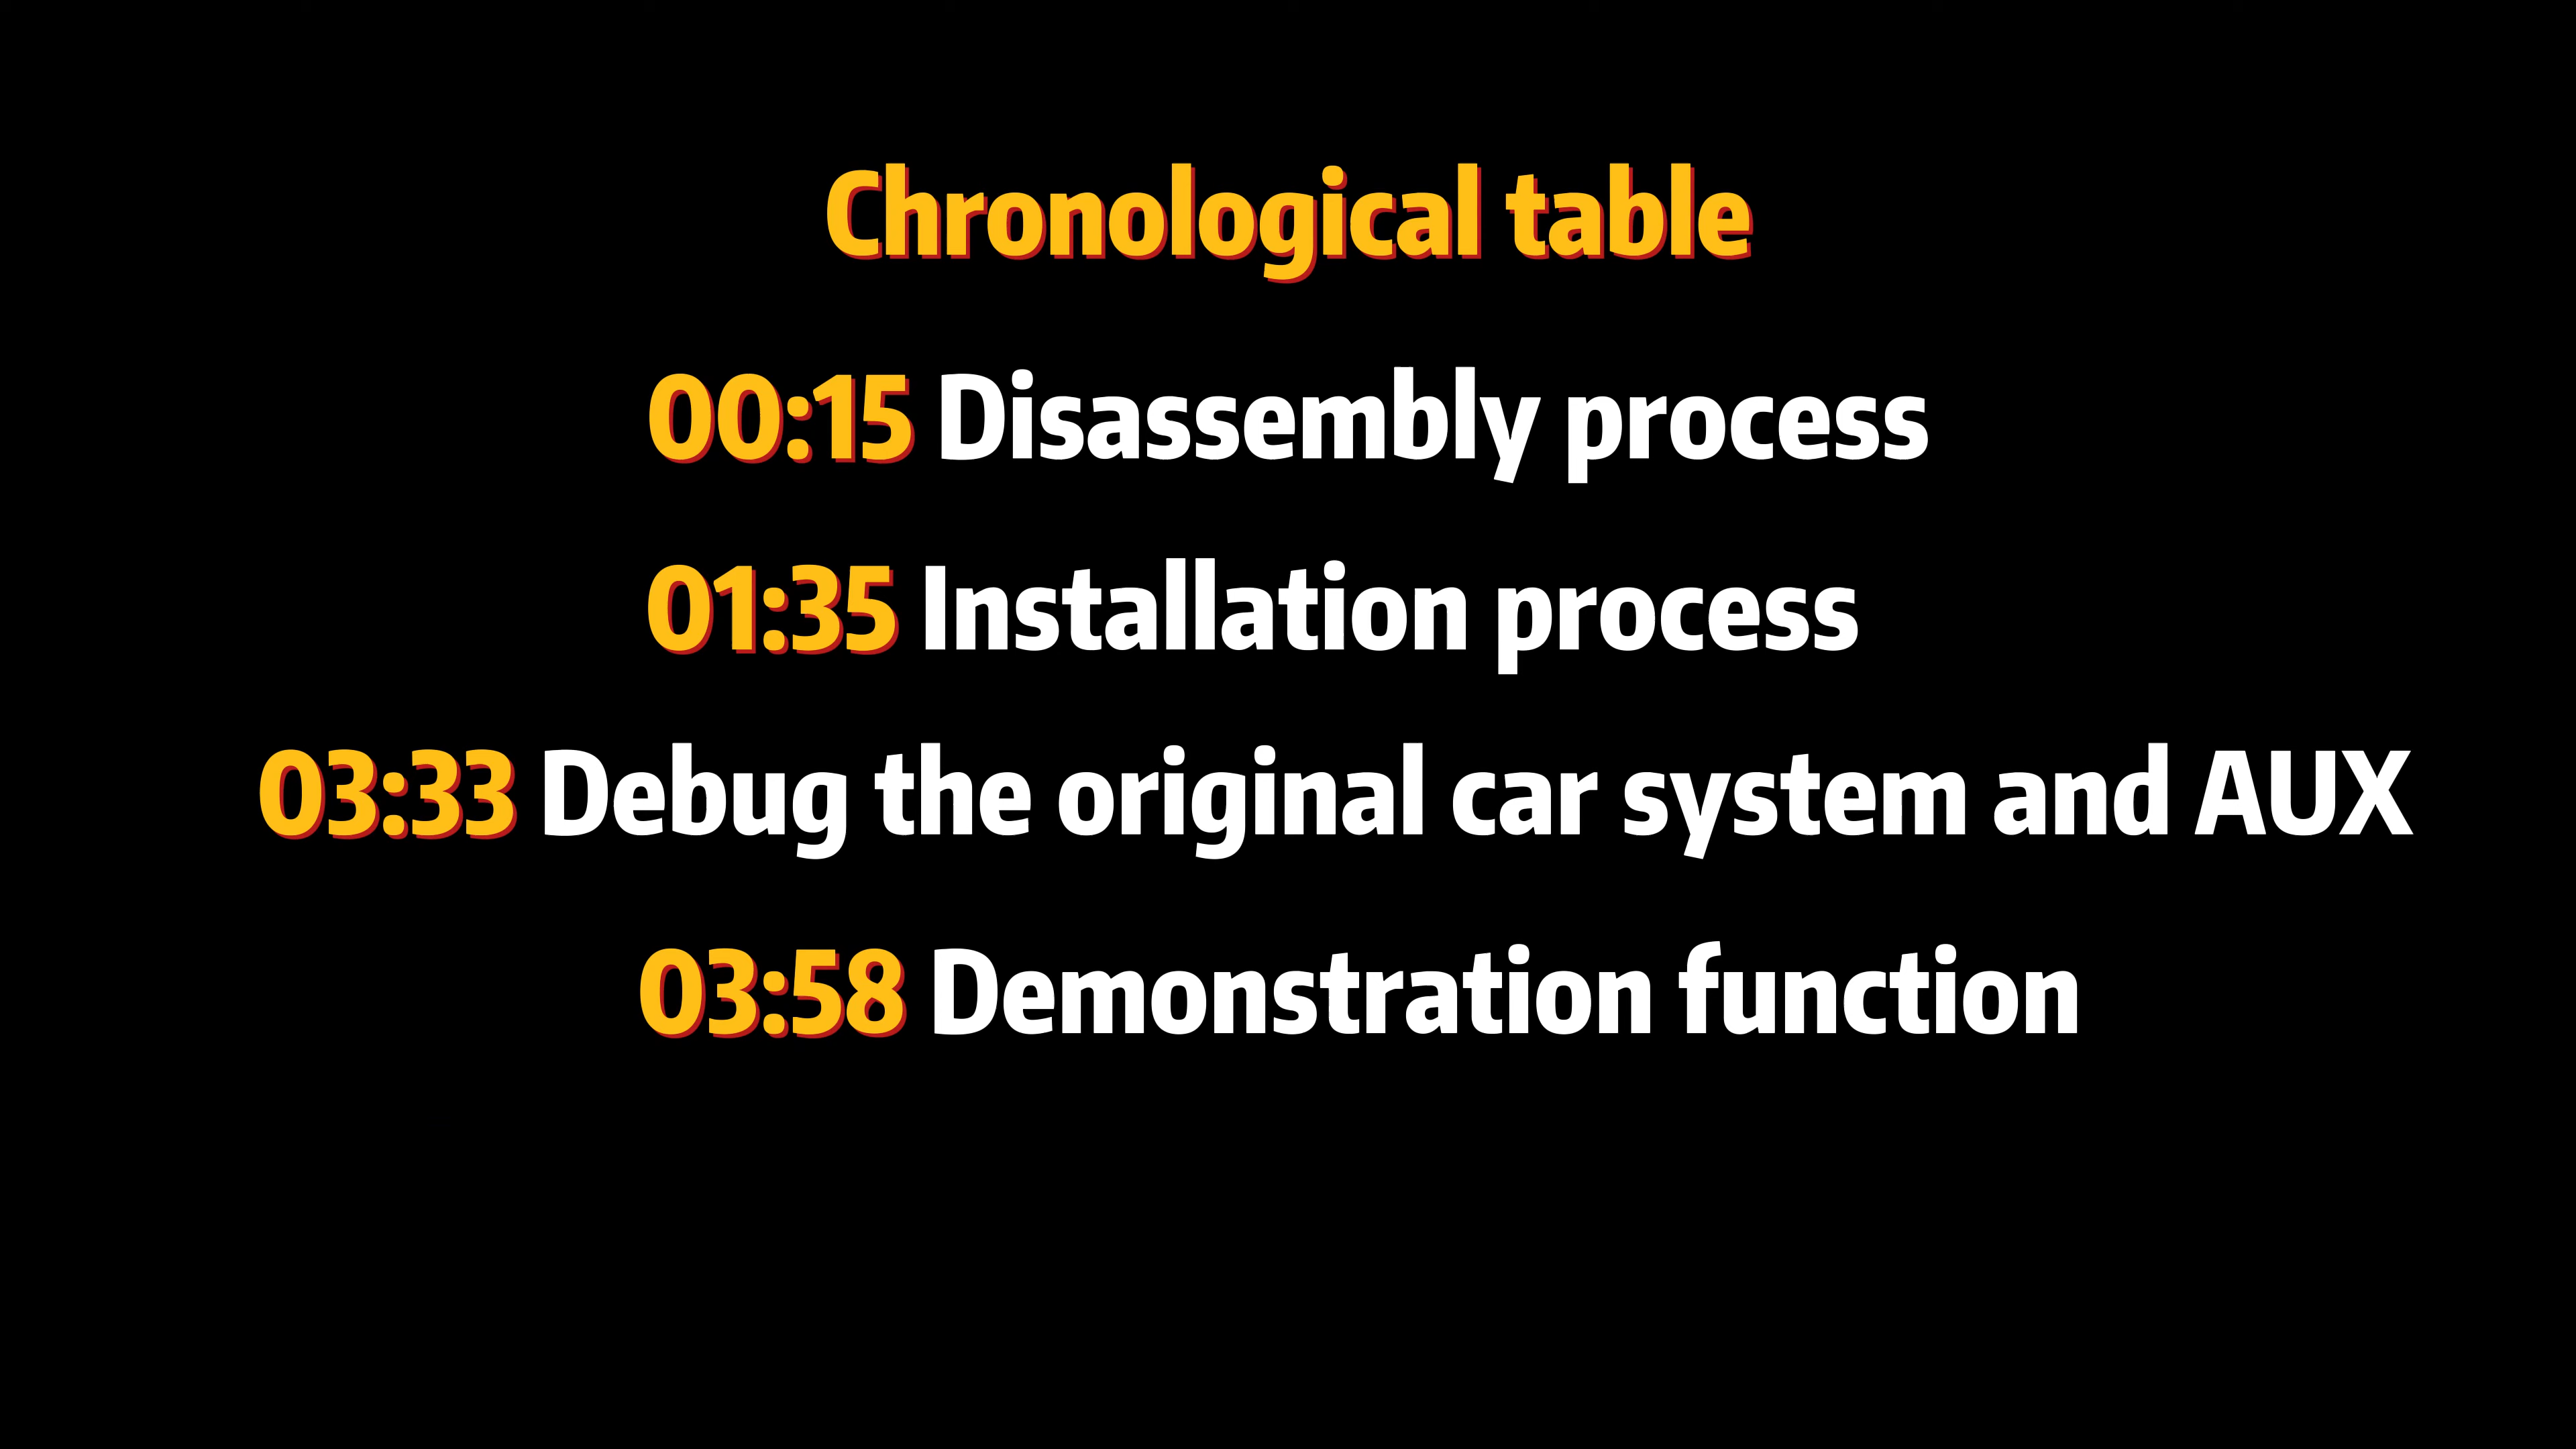 Chronological table
00:15 Disassembly process
01:35 Installation process
03:33 Debug the original car system and AUX
03:58 Demonstration function